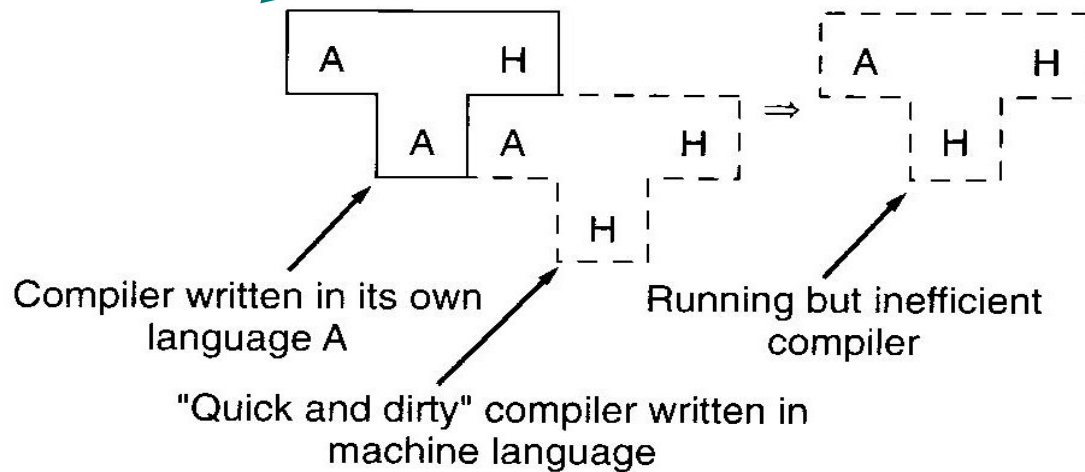 A H A H
A A H H
H
Compiler written in its own
language A
Running but inefficient
compiler
"Quick and dirty" compiler written in
machine language